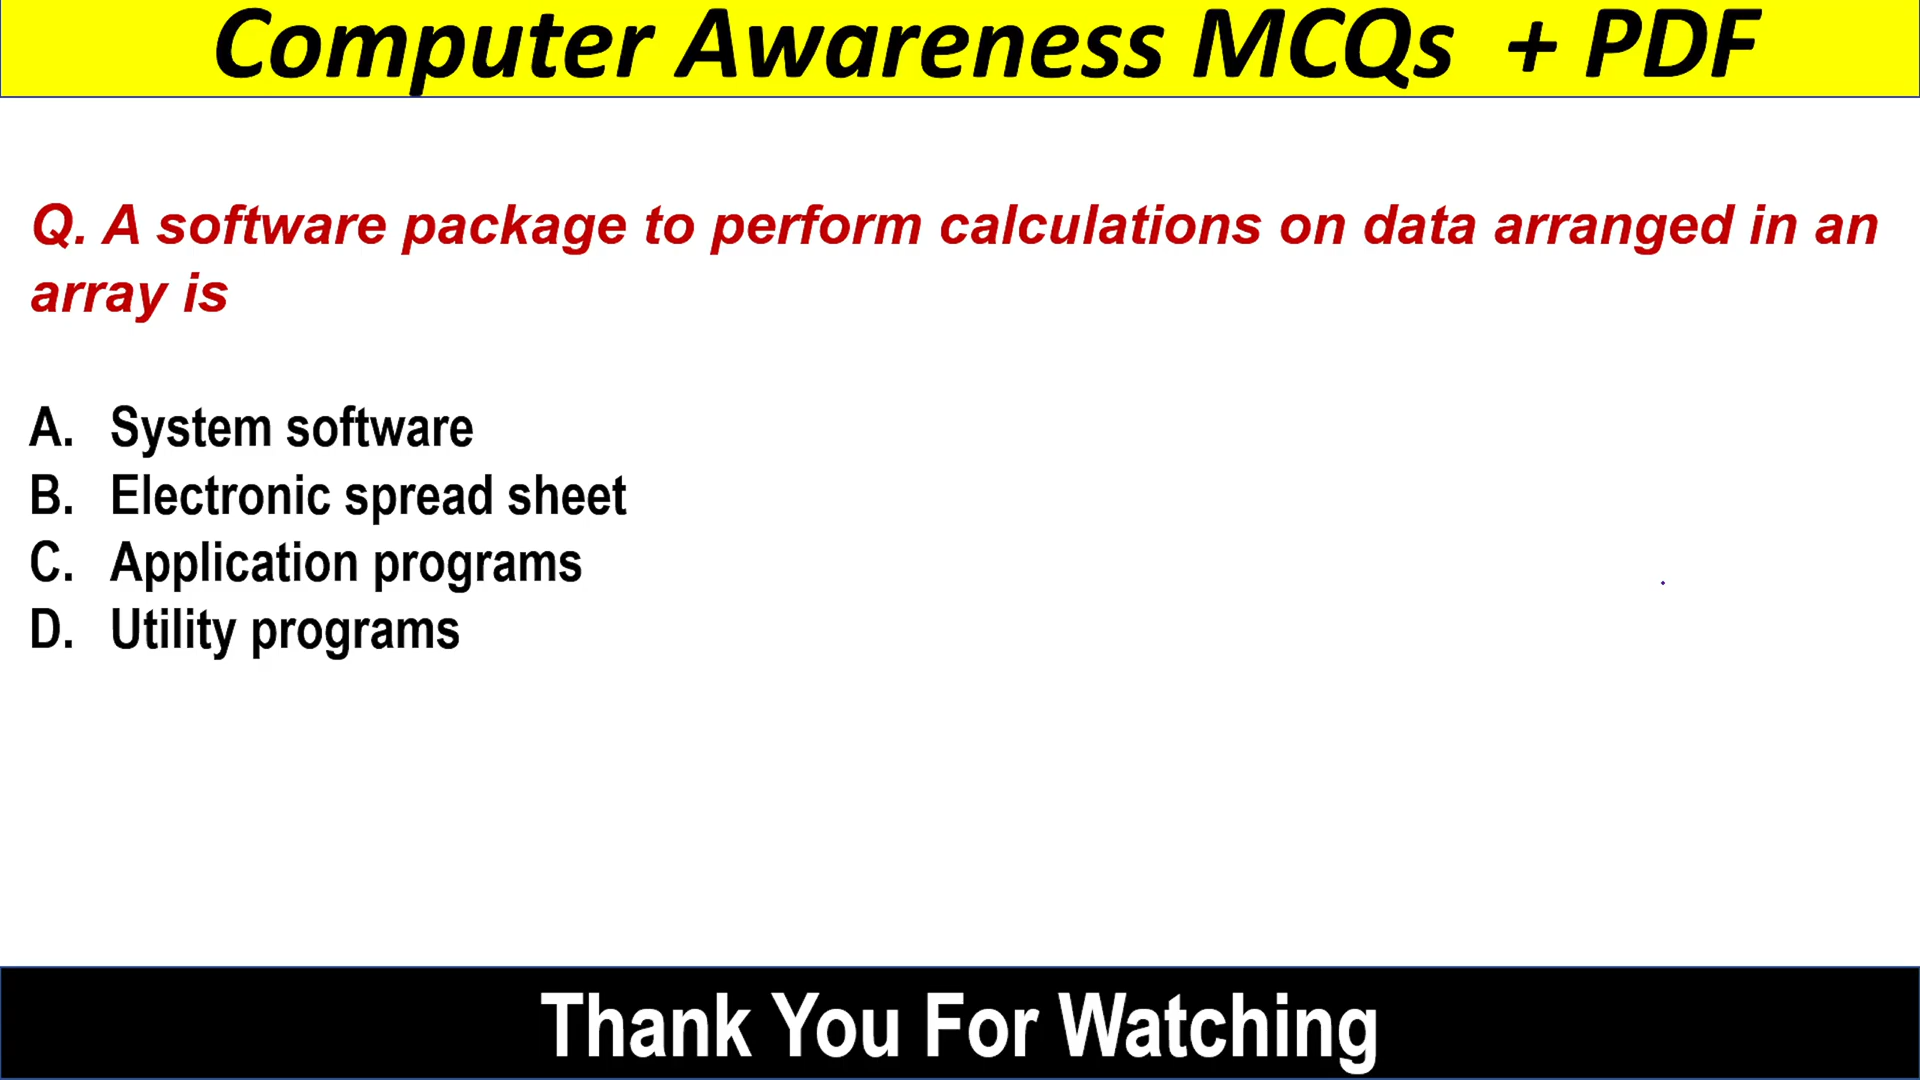 Computer Awareness MCQs + PDF
Q. A software package to perform calculations on data arranged in an
array is
A. System software
B. Electronic spread sheet
C. Application programs
D. Utility programs
Thank You For Watching